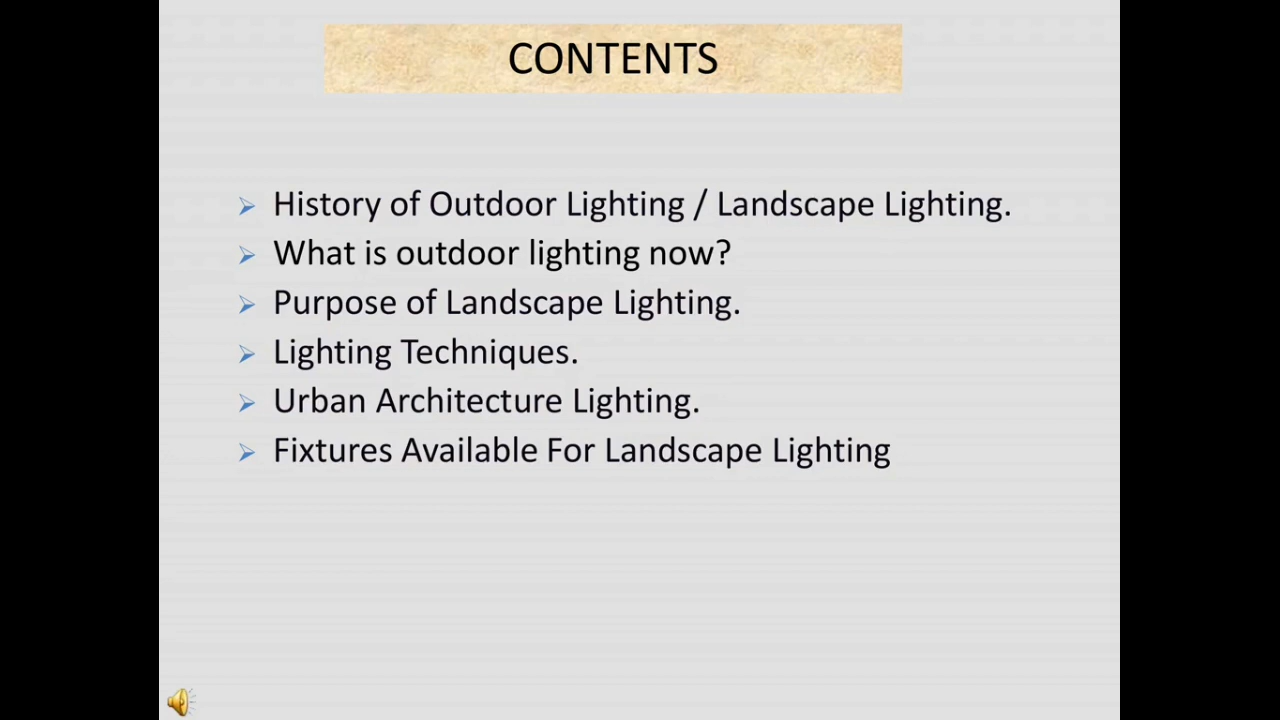 CONTENTS
History of Outdoor Lighting / Landscape Lighting.
What is outdoor lighting now?
Purpose of Landscape Lighting.
Lighting Techniques.
Urban Architecture Lighting.
Fixtures Available For Landscape Lighting